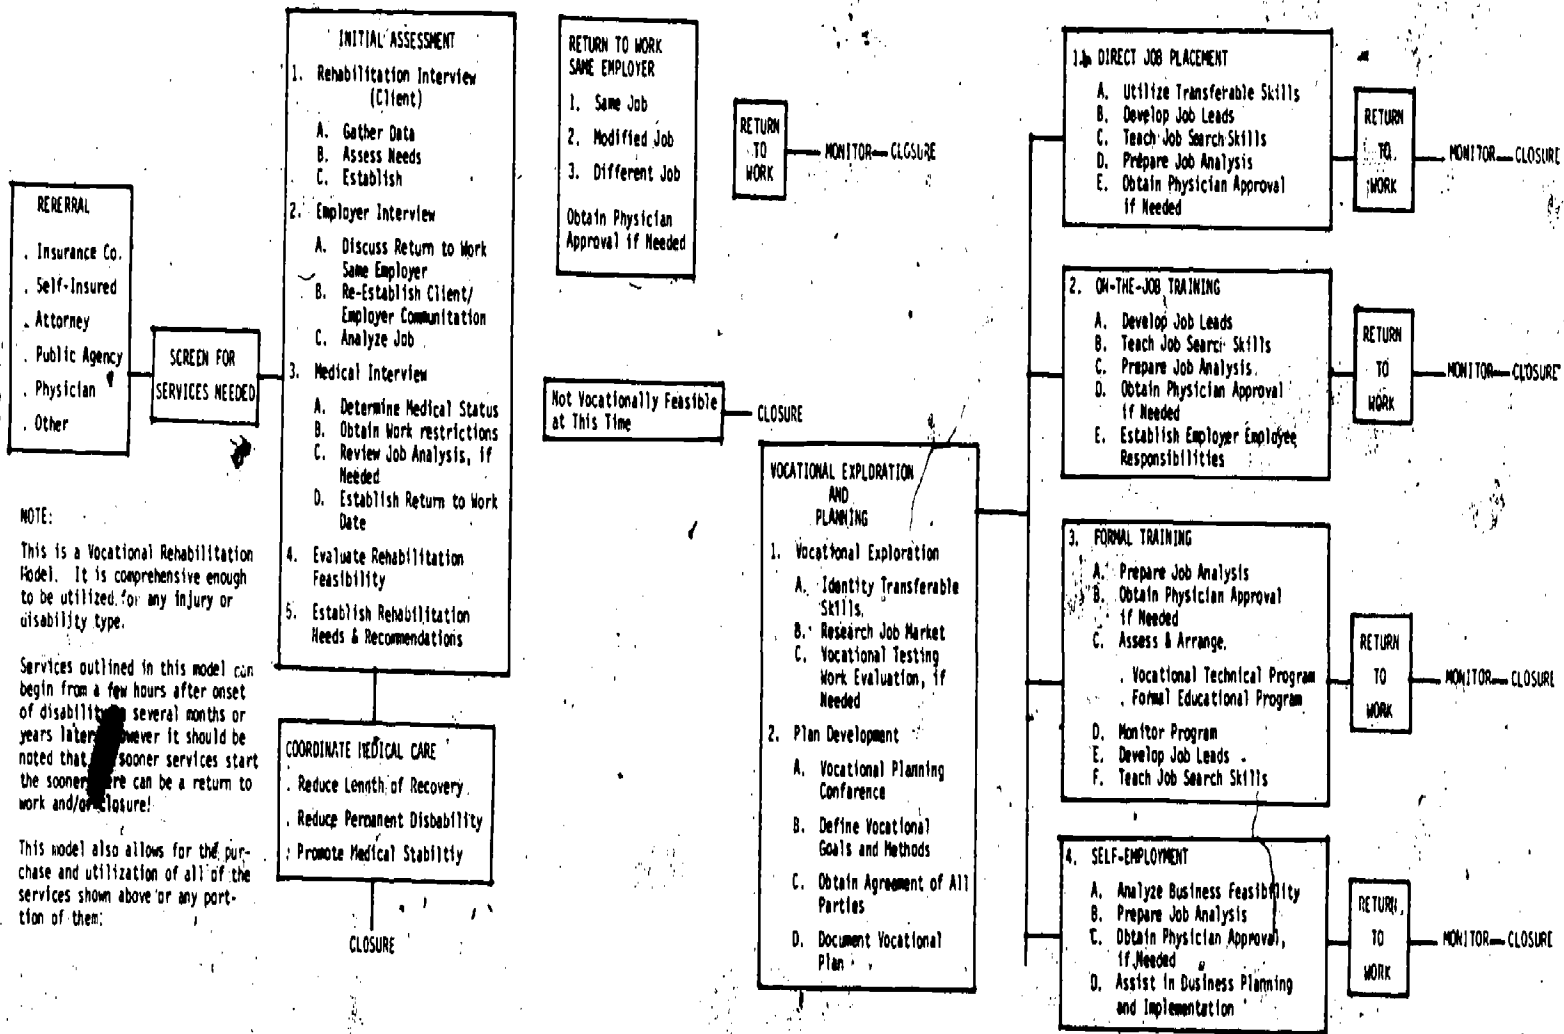 RERERRAL
. Insurance Co.
. Self-Insured
. Attorney
. Public Agency
. Physician
. Other
SCREEN FOR
SERVICES NEEDED
NOTE:
This is a Vocational Rehabilitation
Model. It is comprehensive enough
to be utilized for any injury or
disability type.
Services outlined in this model can
begin from a few hours after onset
of disability several months or
years later however it should be
noted that sooner services start
the sooner there can be a return to
work and/or closure!
This model also allows for the pur-
chase and utilization of all of the
services shown above or any port-
tion of them.
INITIAL ASSESSMENT
1. Rehabilitation Interview
(Client)
A. Gather Data
B. Assess Needs
C. Establish
2. Employer Interview
A. Discuss Return to Work
Same Employer
B. Re-Establish Client/
Employer Communitation
C. Analyze Job
3. Medical Interview
A. Determine Medical Status
B. Obtain Work restrictions
C. Review Job Analysis, if
Needed
D. Establish Return to Work
Date
4. Evaluate Rehabilitation
Feasibility
5. Establish Rehabilitation
Needs & Recommendations
COORDINATE MEDICAL CARE
. Reduce Length of Recovery
. Reduce Permanent Disbability
. Promote Medical Stabiltiy
CLOSURE
RETURN TO WORK
SAME EMPLOYER
1. Same Job
2. Modified Job
3. Different Job
Obtain Physician
Approval if Needed
RETURN
TO
WORK
MONITOR CLOSURE
Not Vocationally Feasible
at This Time
CLOSURE
VOCATIONAL EXPLORATION
AND
PLANNING
1. Vocational Exploration
A. Identity Transferable
Skills.
B. Research Job Market
C. Vocational Testing
Work Evaluation, if
Needed
2. Plan Development
A. Vocational Planning
Conference
B. Define Vocational
Goals and Methods
C. Obtain Agreement of All
Parties
D. Document Vocational
Plan
1. DIRECT JOB PLACEMENT
A. Utilize Transferable Skills
B. Develop Job Leads
C. Teach Job Search Skills
D. Prepare Job Analysis
E. Obtain Physician Approval
if Needed
RETURN
TO
WORK
MONITOR CLOSURE
2. ON-THE-JOB TRAINING
A. Develop Job Leads
B. Teach Job Search Skills
C. Prepare Job Analysis.
D. Obtain Physician Approval
if Needed
E. Establish Employer Employee
Responsibilities
RETURN
TO
WORK
MONITOR CLOSURE
3. FORMAL TRAINING
A. Prepare Job Analysis
B. Obtain Physician Approval
if Needed
C. Assess & Arrange.
. Vocational Technical Program
. Formal Educational Program
D. Monitor Program
E. Develop Job Leads
F. Teach Job Search Skills
RETURN
TO
WORK
MONITOR CLOSURE
4. SELF-EMPLOYMENT
A. Analyze Business Feasibility
B. Prepare Job Analysis
C. Obtain Physician Approval,
if Needed
D. Assist in Business Planning
and Implementation
RETURN
TO
WORK
MONITOR CLOSURE